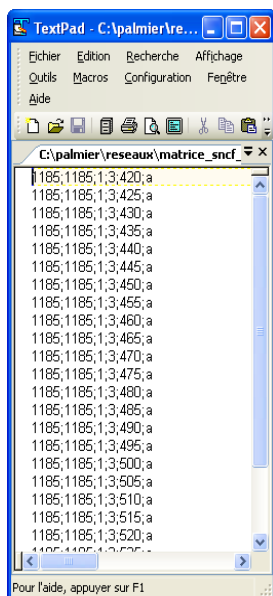 TextPad - C:\palmier\re...
Fichier Edition Recherche Affichage
Outils Macros Configuration Fenêtre
Aide
C:\palmier\reseaux\matrice_sncf_
1185;1185;1;3;420;a
1185;1185;1;3;425;a
1185;1185;1;3;430;a
1185;1185;1;3;435;a
1185;1185;1;3;440;a
1185;1185;1;3;445;a
1185;1185;1;3;450;a
1185;1185;1;3;455;a
1185;1185;1;3;460;a
1185;1185;1;3;465;a
1185;1185;1;3;470;a
1185;1185;1;3;475;a
1185;1185;1;3;480;a
1185;1185;1;3;485;a
1185;1185;1;3;490;a
1185;1185;1;3;495;a
1185;1185;1;3;500;a
1185;1185;1;3;505;a
1185;1185;1;3;510;a
1185;1185;1;3;515;a
1185;1185;1;3;520;a
Pour l'aide, appuyer sur F1